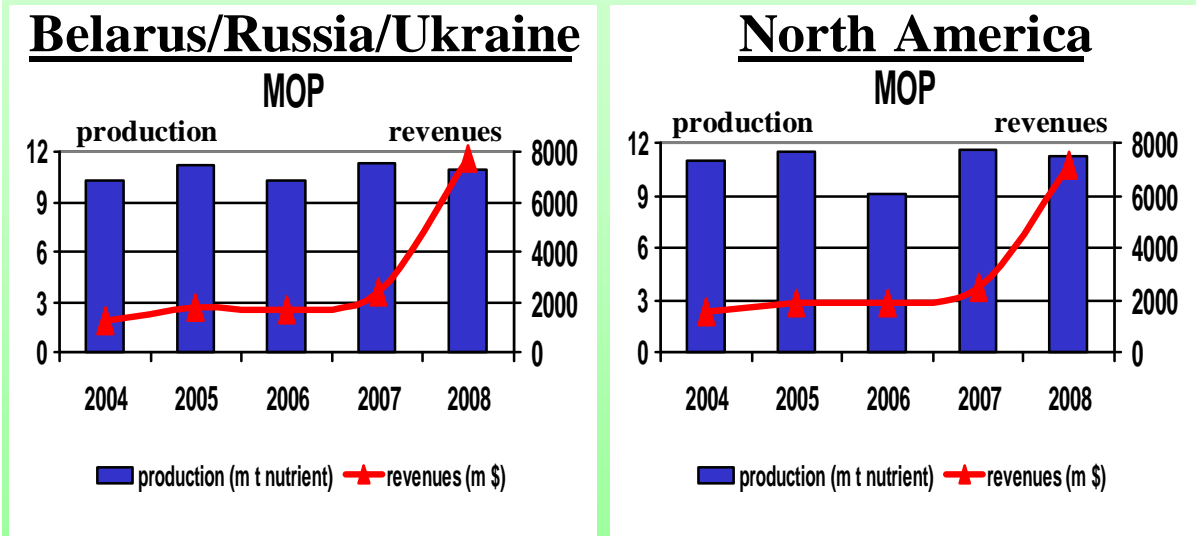 Belarus/Russia/Ukraine
MOP
production revenues
12 8000
9 6000
6 4000
3 2000
0 0
2004 2005 2006 2007 2008
production (m t nutrient) revenues (m $)
North America
MOP
production revenues
12 8000
9 6000
6 4000
3 2000
0 0
2004 2005 2006 2007 2008
production (m t nutrient) revenues (m $)